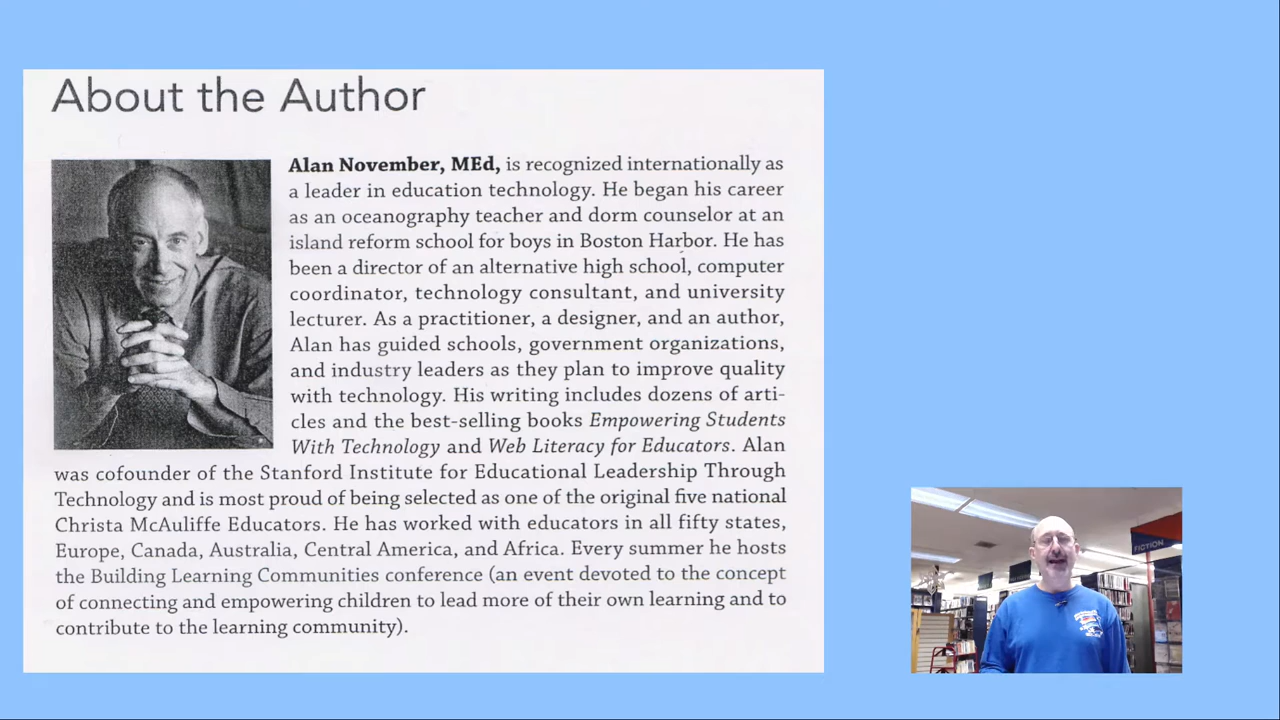 About the Author
Alan November, MEd, is recognized internationally as
a leader in education technology. He began his career
as an oceanography teacher and dorm counselor at an
island reform school for boys in Boston Harbor. He has
been a director of an alternative high school, computer
coordinator, technology consultant, and university
lecturer. As a practitioner, a designer, and an author,
Alan has guided schools, government organizations,
and industry leaders as they plan to improve quality
with technology. His writing includes dozens of arti-
cles and the best-selling books Empowering Students
With Technology and Web Literacy for Educators. Alan
was cofounder of the Stanford Institute for Educational Leadership Through
Technology and is most proud of being selected as one of the original five national
Christa McAuliffe Educators. He has worked with educators in all fifty states,
Europe, Canada, Australia, Central America, and Africa. Every summer he hosts
the Building Learning Communities conference (an event devoted to the concept
of connecting and empowering children to lead more of their own learning and to
contribute to the learning community).
FICTION